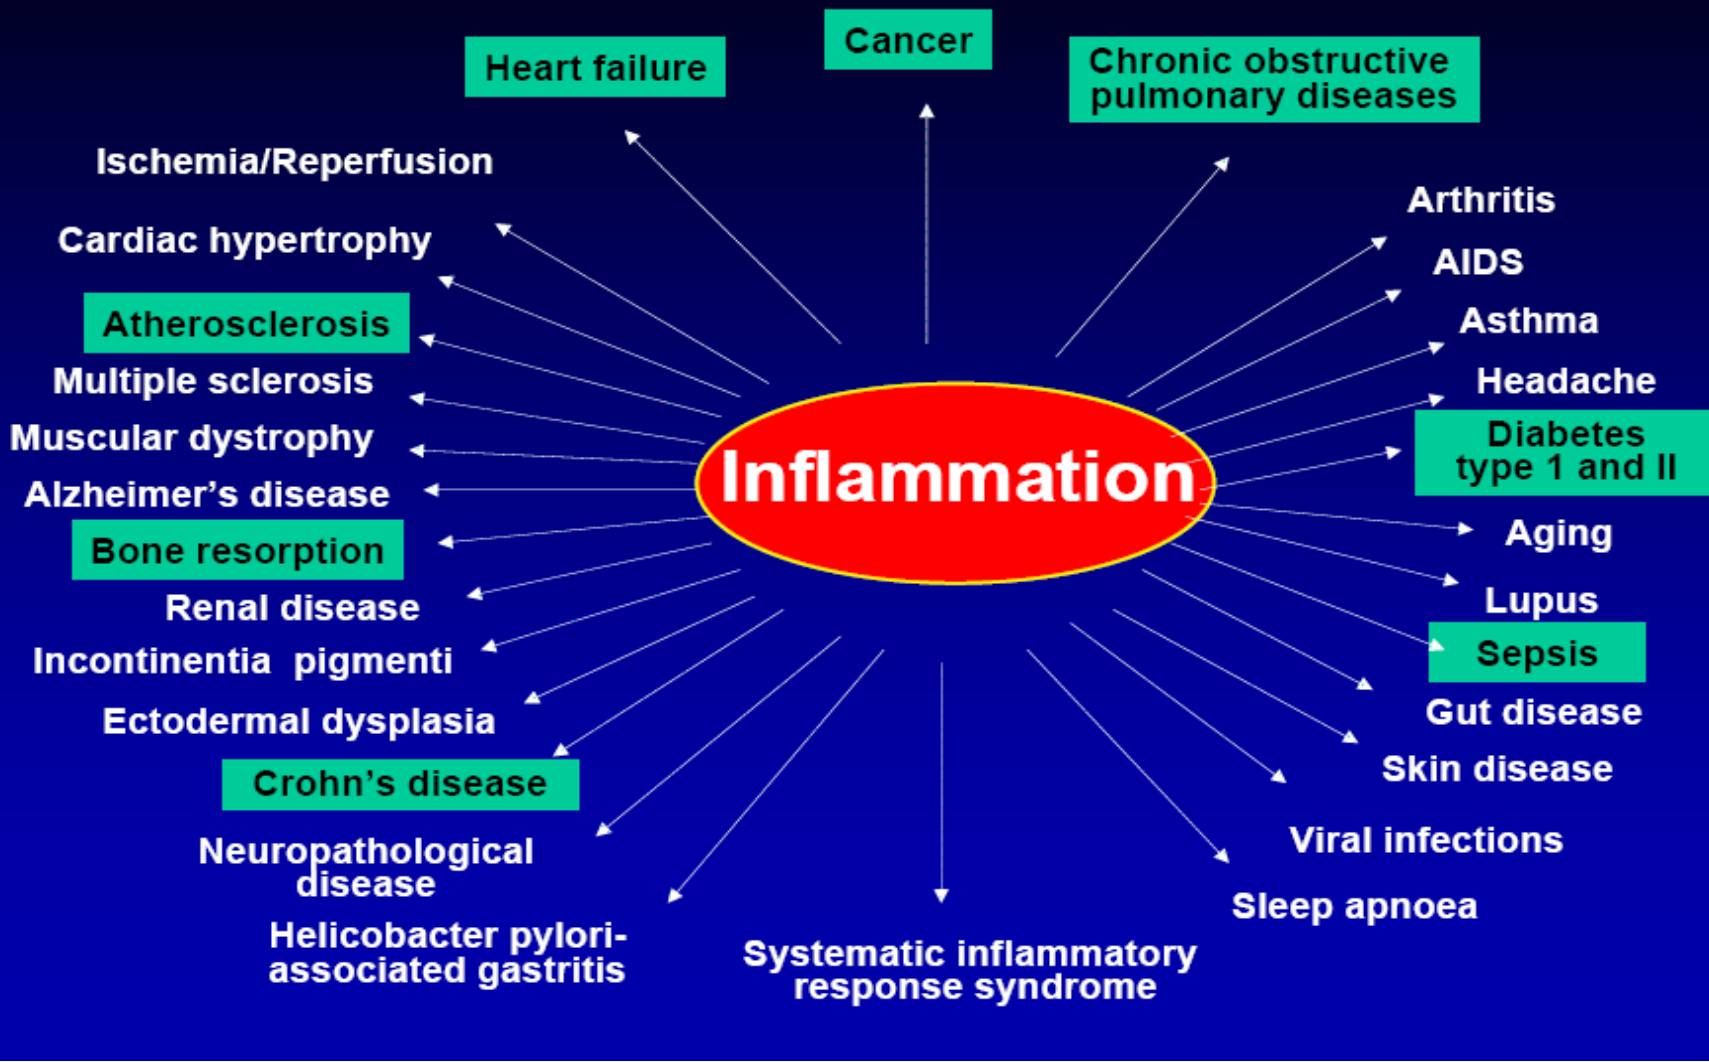 Cancer
Heart failure
Chronic obstructive
pulmonary diseases
Ischemia/Reperfusion
Cardiac hypertrophy
Atherosclerosis
Multiple sclerosis
Muscular dystrophy
Alzheimer’s disease
Bone resorption
Renal disease
Incontinentia pigmenti
Ectodermal dysplasia
Crohn’s disease
Neuropathological
disease
Helicobacter pylori-
associated gastritis
Inflammation
Systematic inflammatory
response syndrome
Arthritis
AIDS
Asthma
Headache
Diabetes
type 1 and II
Aging
Lupus
Sepsis
Gut disease
Skin disease
Viral infections
Sleep apnoea